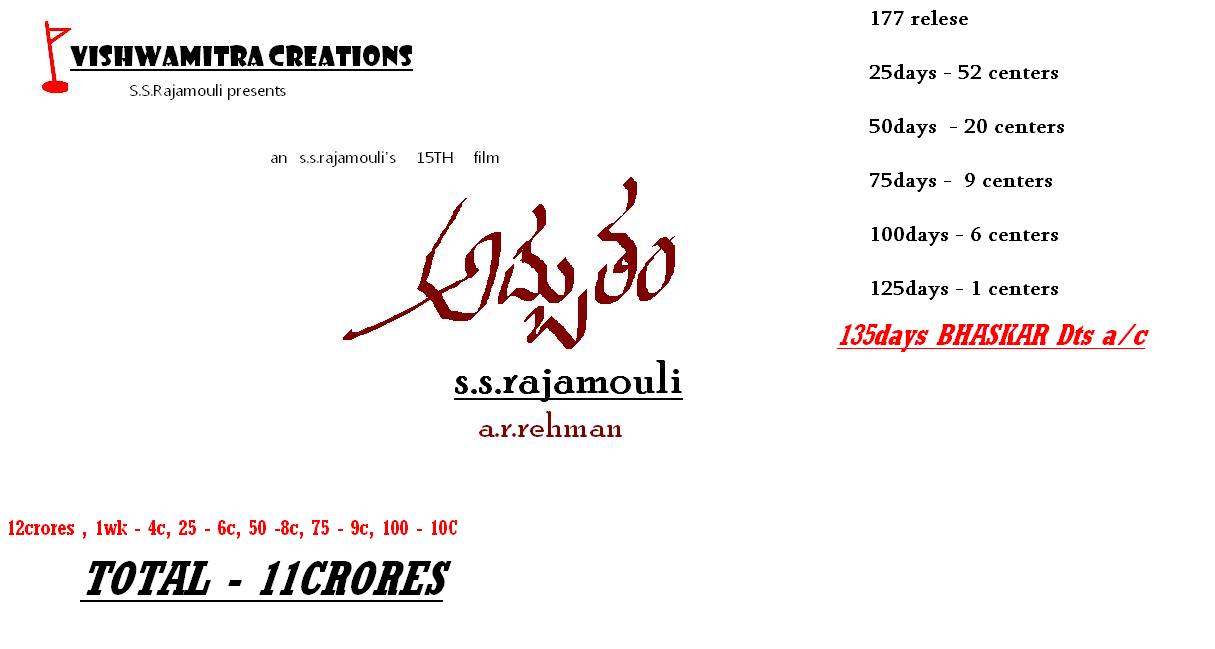 VISHWAMITRA CREATIONS
S.S.Rajamouli presents
an s.s.rajamouli's 15TH film
అద్భుతం
s.s.rajamouli
a.r.rehman
177 relese
25days - 52 centers
50days - 20 centers
75days - 9 centers
100days - 6 centers
125days - 1 centers
135days BHASKAR Dts a/c
12crores , 1wk - 4c, 25 - 6c, 50 -8c, 75 - 9c, 100 - 10C
TOTAL - 11CRORES